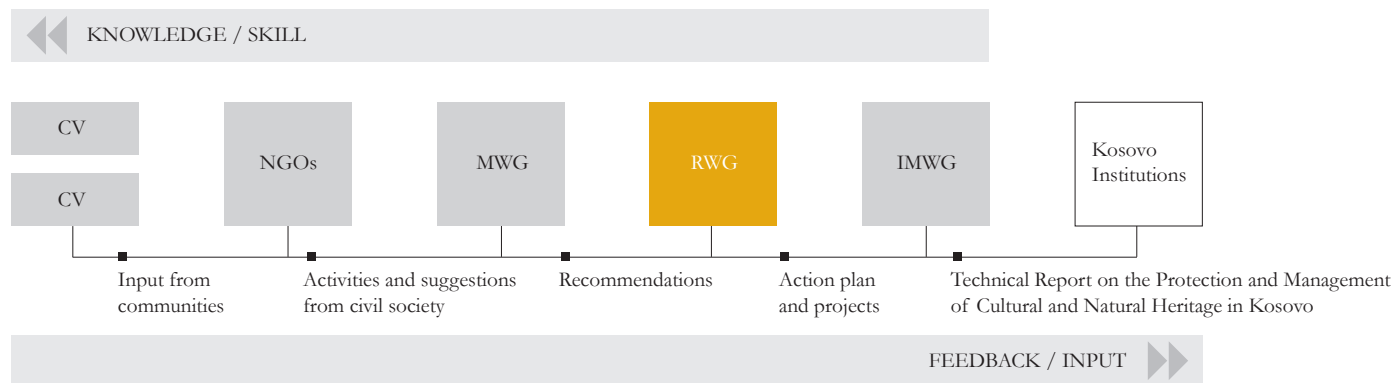 KNOWLEDGE / SKILL
CV
CV
NGOs
MWG
RWG
IMWG
Kosovo
Institutions
Input from
communities
Activities and suggestions
from civil society
Recommendations
Action plan
and projects
Technical Report on the Protection and Management
of Cultural and Natural Heritage in Kosovo
FEEDBACK / INPUT